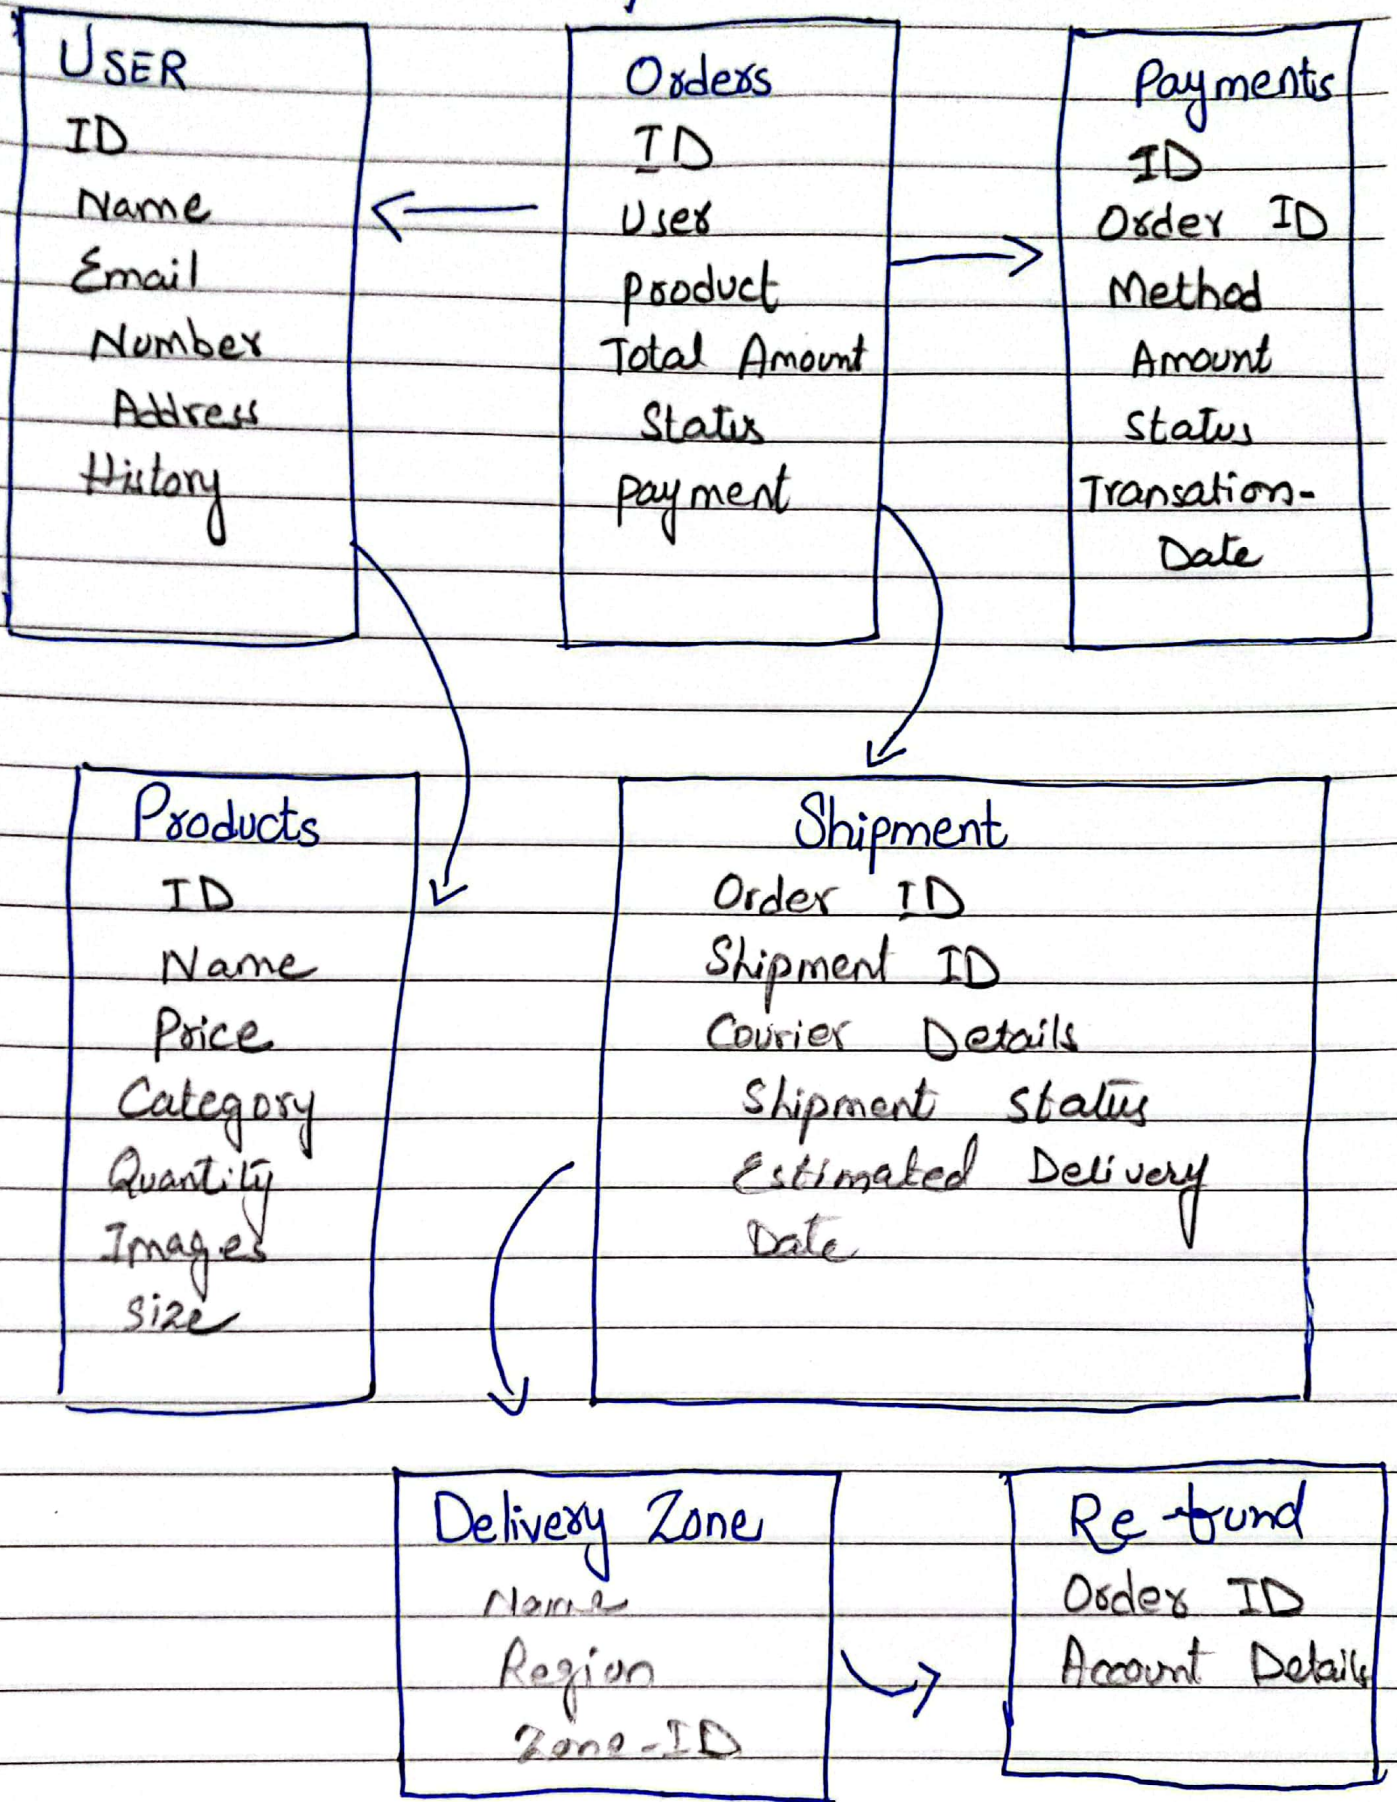 USER
ID
Name
Email
Number
Address
History
Orders
ID
User
Product
Total Amount
Status
Payment
Payments
ID
Order ID
Method
Amount
Status
Transation-
Date
Products
ID
Name
Price
Category
Quantity
Images
Size
Shipment
Order ID
Shipment ID
Courier Details
Shipment Status
Estimated Delivery
Date
Delivery Zone
Name
Region
Zone-ID
Re-fund
Order ID
Account Details